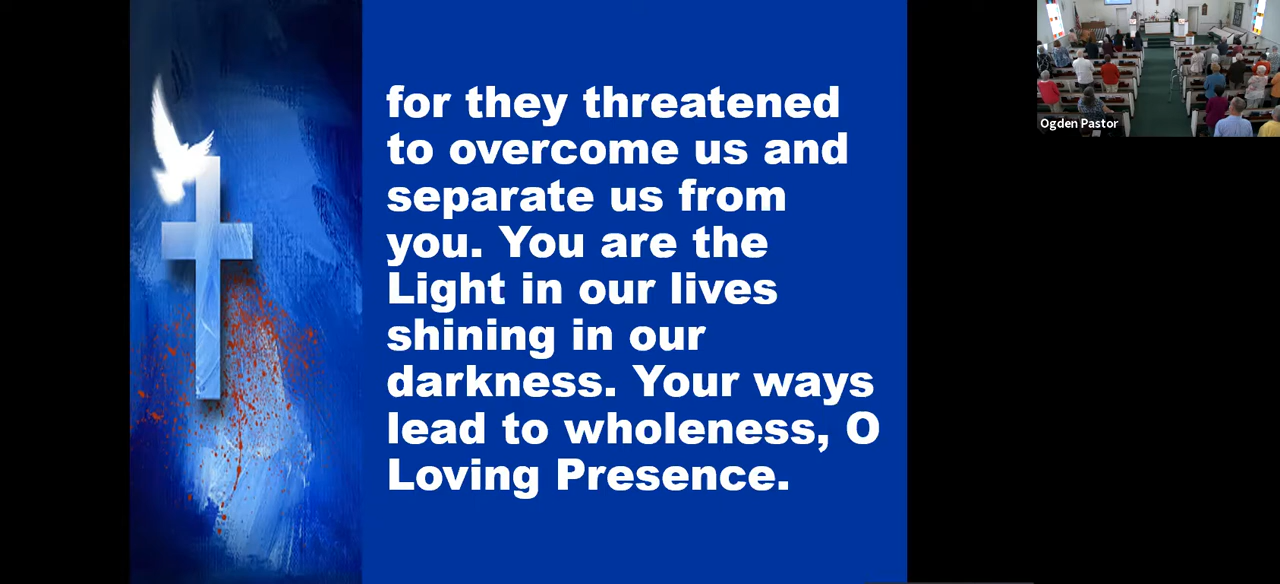 for they threatened
to overcome us and
separate us from
you. You are the
Light in our lives
shining in our
darkness. Your ways
lead to wholeness, O
Loving Presence.
Ogden Pastor